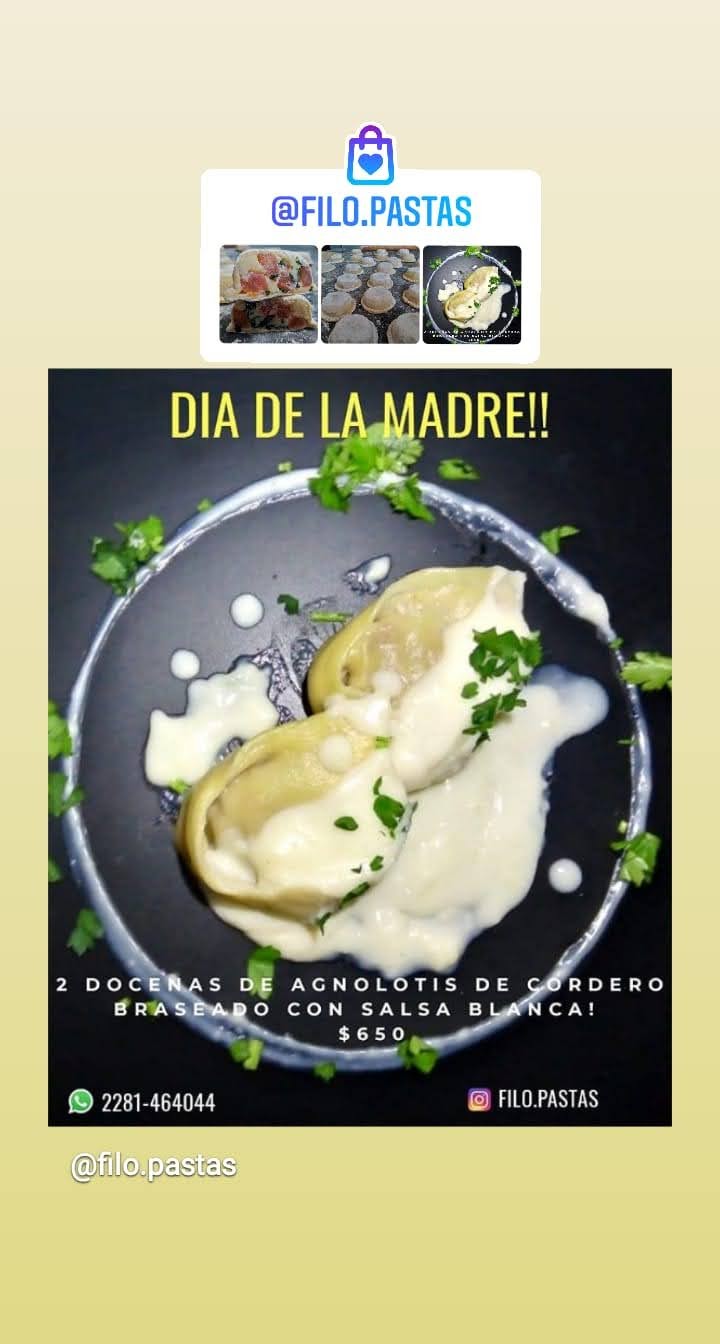 @FILO.PASTAS
DIA DE LA MADRE!!
2 DOCENAS DE AGNOLOTIS DE CORDERO
BRASEADO CON SALSA BLANCA!
$650
2281-464044
FILO.PASTAS
@filo.pastas